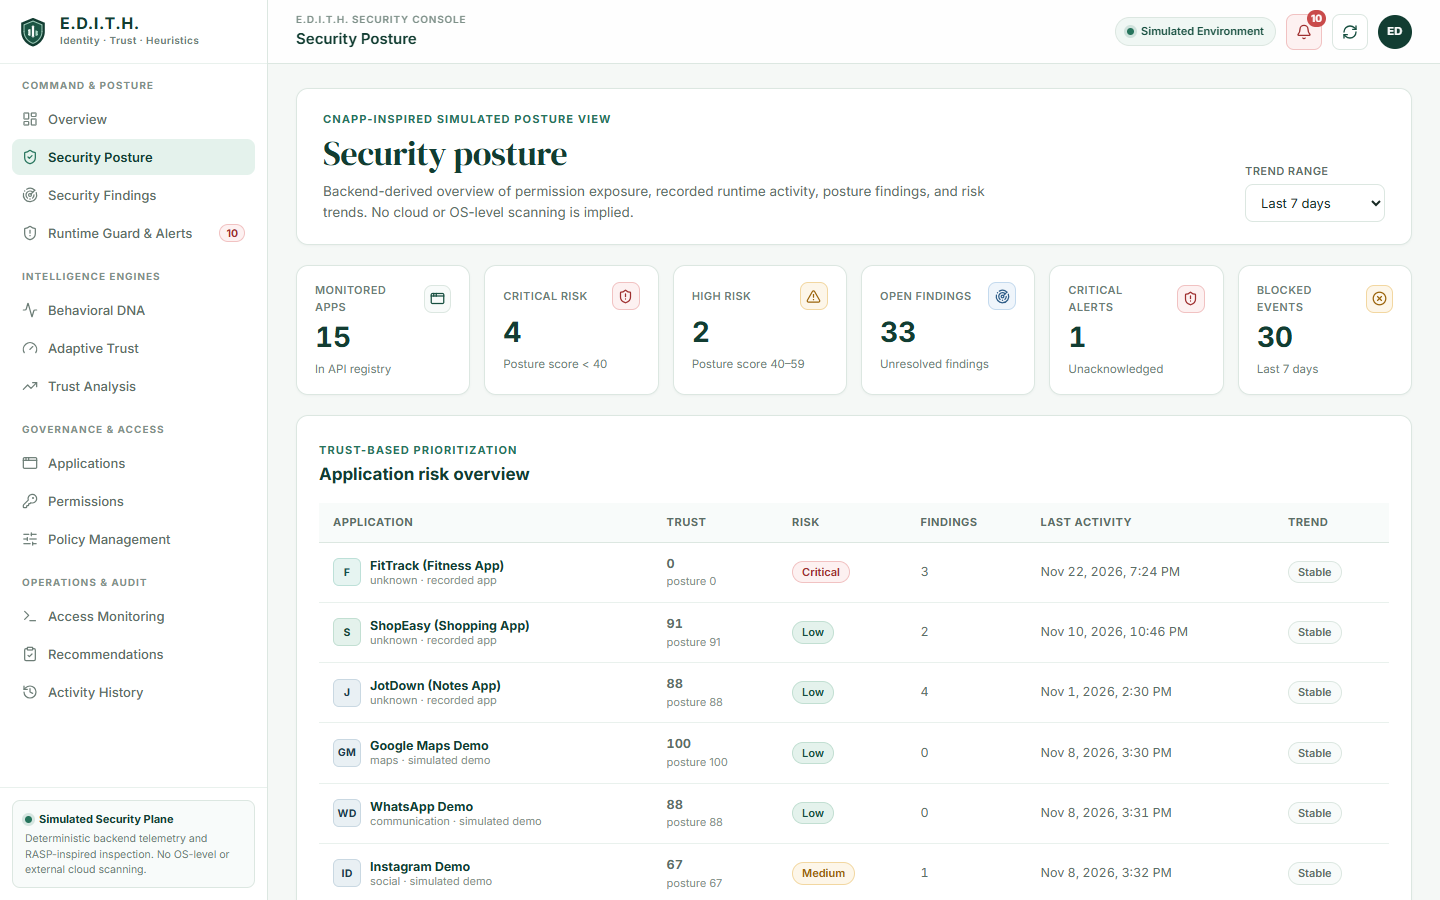 E.D.I.T.H.
Identity · Trust · Heuristics
COMMAND & POSTURE
Overview
Security Posture
Security Findings
Runtime Guard & Alerts 10
INTELLIGENCE ENGINES
Behavioral DNA
Adaptive Trust
Trust Analysis
GOVERNANCE & ACCESS
Applications
Permissions
Policy Management
OPERATIONS & AUDIT
Access Monitoring
Recommendations
Activity History
Simulated Security Plane
Deterministic backend telemetry and
RASP-inspired inspection. No OS-level or
external cloud scanning.
E.D.I.T.H. SECURITY CONSOLE
Security Posture
Simulated Environment
10
ED
CNAPP-INSPIRED SIMULATED POSTURE VIEW
Security posture
Backend-derived overview of permission exposure, recorded runtime activity, posture findings, and risk
trends. No cloud or OS-level scanning is implied.
TREND RANGE
Last 7 days
MONITORED
APPS
15
In API registry
CRITICAL RISK
4
Posture score < 40
HIGH RISK
2
Posture score 40–59
OPEN FINDINGS
33
Unresolved findings
CRITICAL
ALERTS
1
Unacknowledged
BLOCKED
EVENTS
30
Last 7 days
TRUST-BASED PRIORITIZATION
Application risk overview
APPLICATION TRUST RISK FINDINGS LAST ACTIVITY TREND
F FitTrack (Fitness App) 0 Critical 3 Nov 22, 2026, 7:24 PM Stable
unknown · recorded app posture 0
S ShopEasy (Shopping App) 91 Low 2 Nov 10, 2026, 10:46 PM Stable
unknown · recorded app posture 91
J JotDown (Notes App) 88 Low 4 Nov 1, 2026, 2:30 PM Stable
unknown · recorded app posture 88
GM Google Maps Demo 100 Low 0 Nov 8, 2026, 3:30 PM Stable
maps · simulated demo posture 100
WD WhatsApp Demo 88 Low 0 Nov 8, 2026, 3:31 PM Stable
communication · simulated demo posture 88
ID Instagram Demo 67 Medium 1 Nov 8, 2026, 3:32 PM Stable
social · simulated demo posture 67